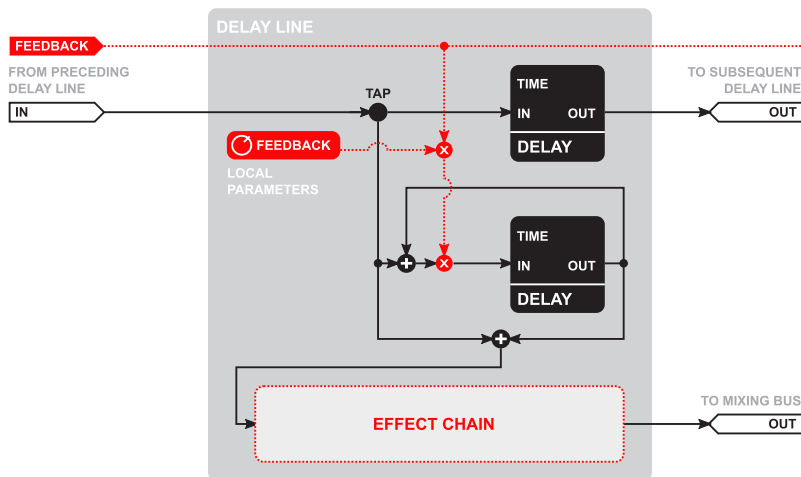 DELAY LINE
FEEDBACK
FROM PRECEDING
DELAY LINE
IN
TAP
TIME
IN OUT
DELAY
TO SUBSEQUENT
DELAY LINE
OUT
FEEDBACK
LOCAL
PARAMETERS
TIME
IN OUT
DELAY
EFFECT CHAIN
TO MIXING BUS
OUT